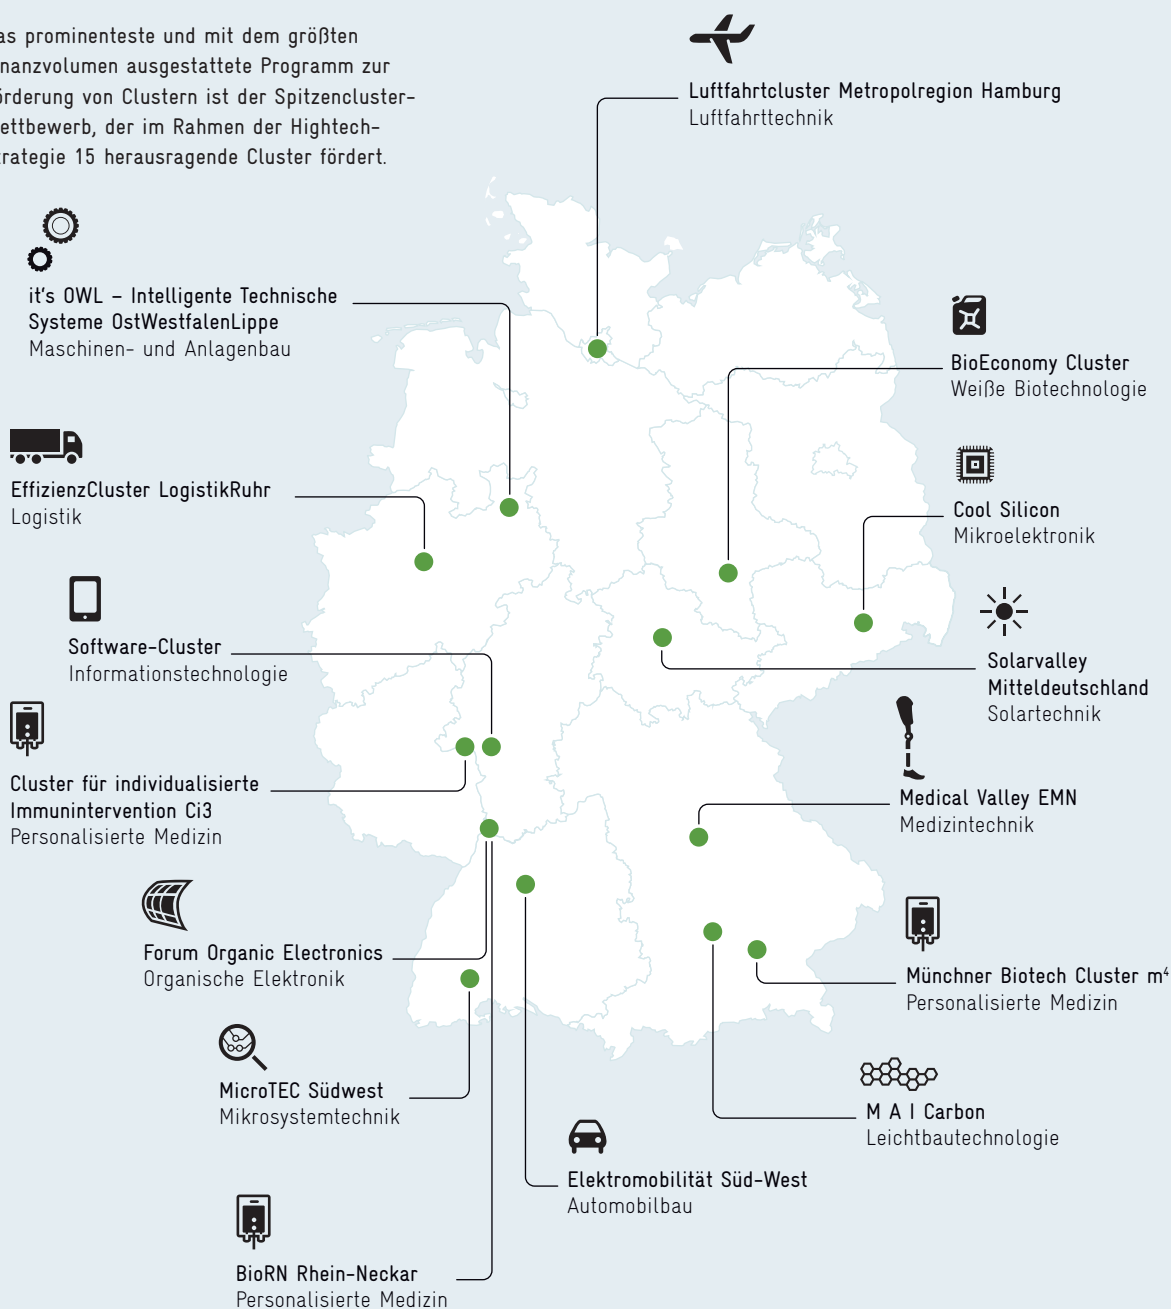 as prominenteste und mit dem größten
nanzvolumen ausgestattete Programm zur
örderung von Clustern ist der Spitzencluster-
ettbewerb, der im Rahmen der Hightech-
trategie 15 herausragende Cluster fördert.
Luftfahrtcluster Metropolregion Hamburg
Luftfahrttechnik
it's OWL – Intelligente Technische
Systeme OstWestfalenLippe
Maschinen- und Anlagenbau
BioEconomy Cluster
Weiße Biotechnologie
EffizienzCluster LogistikRuhr
Logistik
Cool Silicon
Mikroelektronik
Software-Cluster
Informationstechnologie
Solarvalley
Mitteldeutschland
Solartechnik
Cluster für individualisierte
Immunintervention Ci3
Personalisierte Medizin
Medical Valley EMN
Medizintechnik
Forum Organic Electronics
Organische Elektronik
Münchner Biotech Cluster m⁴
Personalisierte Medizin
MicroTEC Südwest
Mikrosystemtechnik
M A I Carbon
Leichtbautechnologie
Elektromobilität Süd-West
Automobilbau
BioRN Rhein-Neckar
Personalisierte Medizin